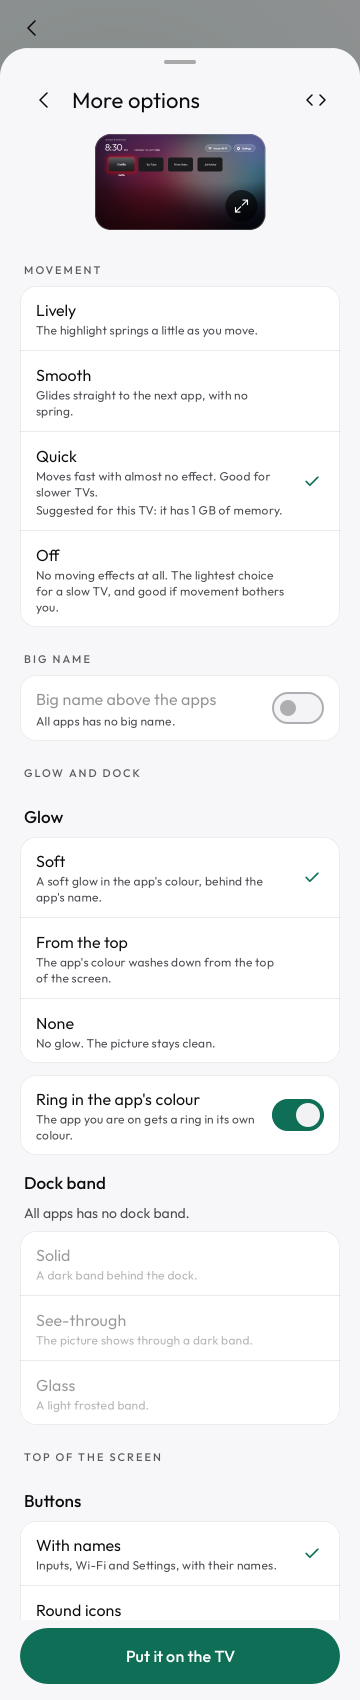 More options
8:30
MOVEMENT
Lively
The highlight springs a little as you move.
Smooth
Glides straight to the next app, with no
spring.
Quick
Moves fast with almost no effect. Good for
slower TVs.
Suggested for this TV: it has 1 GB of memory.
Off
No moving effects at all. The lightest choice
for a slow TV, and good if movement bothers
you.
BIG NAME
Big name above the apps
All apps has no big name.
GLOW AND DOCK
Glow
Soft
A soft glow in the app's colour, behind the
app's name.
From the top
The app's colour washes down from the top
of the screen.
None
No glow. The picture stays clean.
Ring in the app's colour
The app you are on gets a ring in its own
colour.
Dock band
All apps has no dock band.
Solid
A dark band behind the dock.
See-through
The picture shows through a dark band.
Glass
A light frosted band.
TOP OF THE SCREEN
Buttons
With names
Inputs, Wi-Fi and Settings, with their names.
Round icons
Put it on the TV